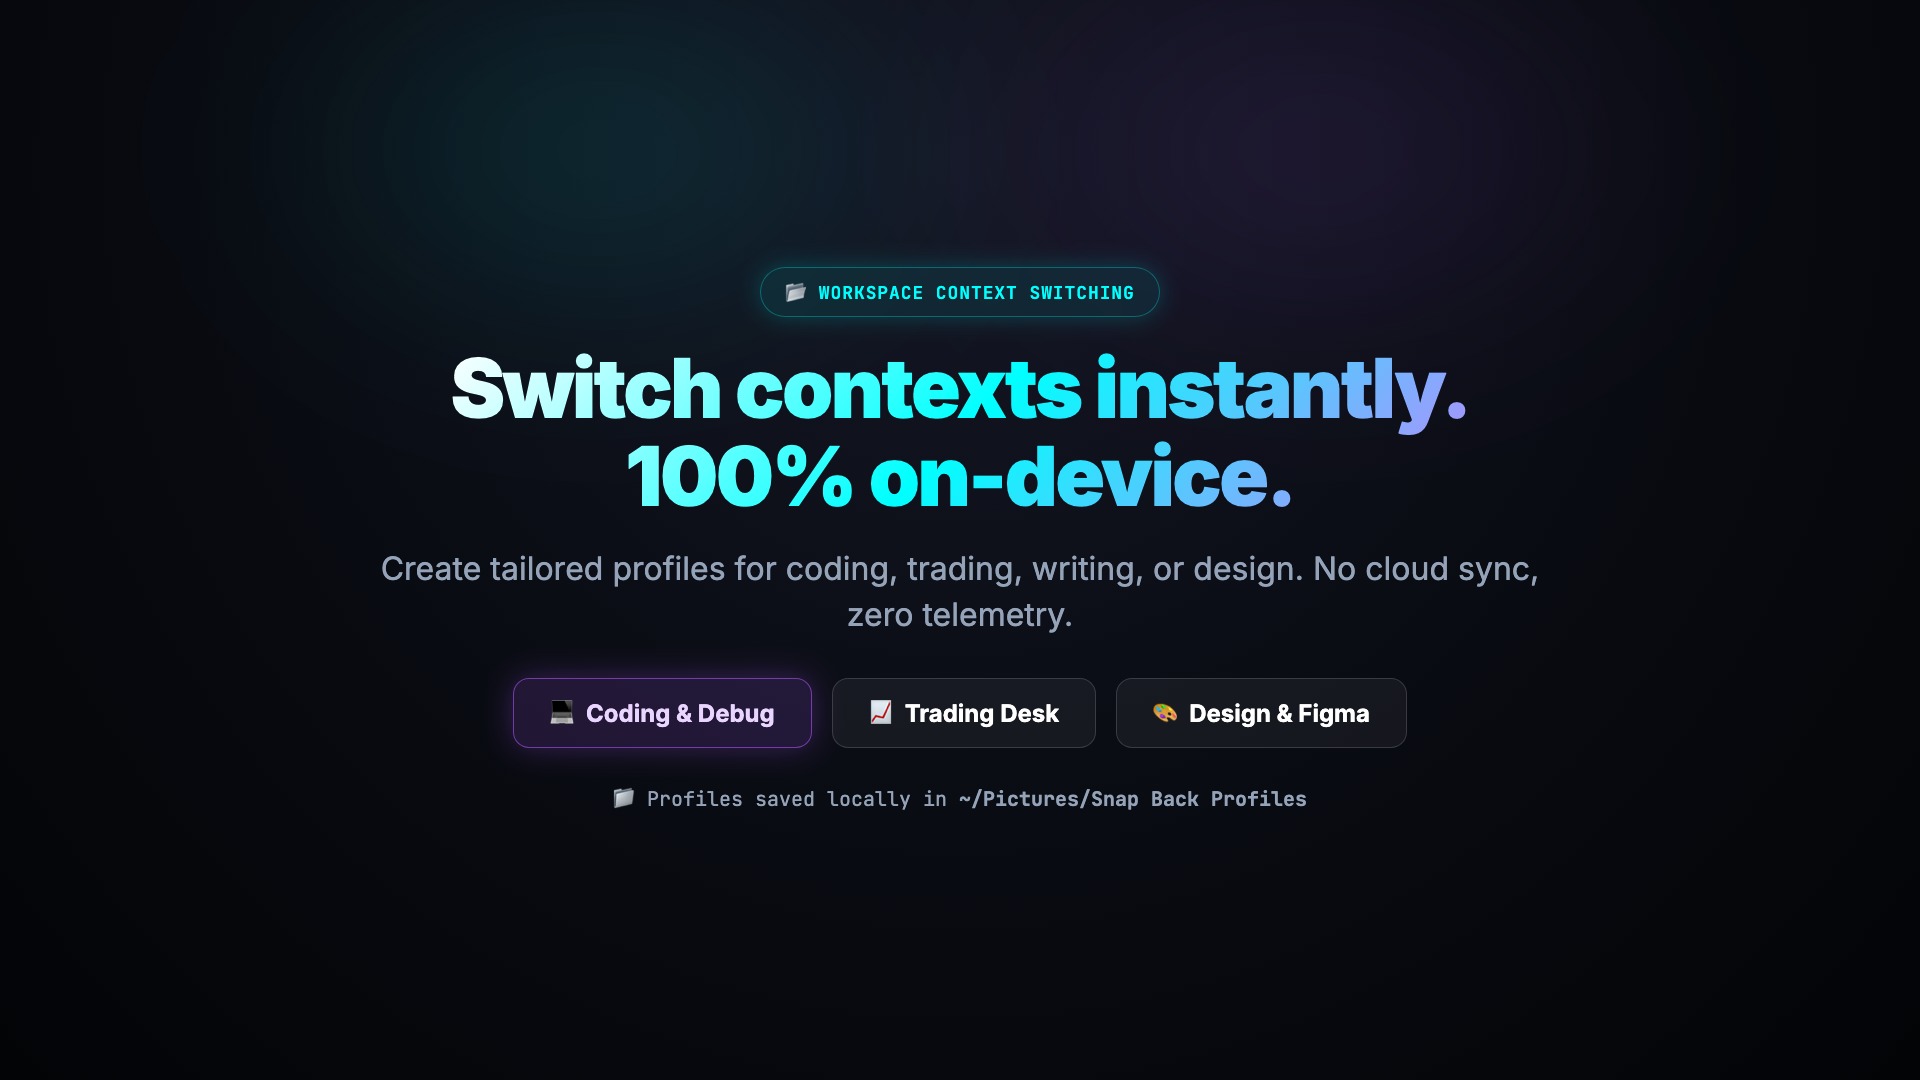 WORKSPACE CONTEXT SWITCHING
Switch contexts instantly.
100% on-device.
Create tailored profiles for coding, trading, writing, or design. No cloud sync,
zero telemetry.
Coding & Debug
Trading Desk
Design & Figma
Profiles saved locally in ~/Pictures/Snap Back Profiles